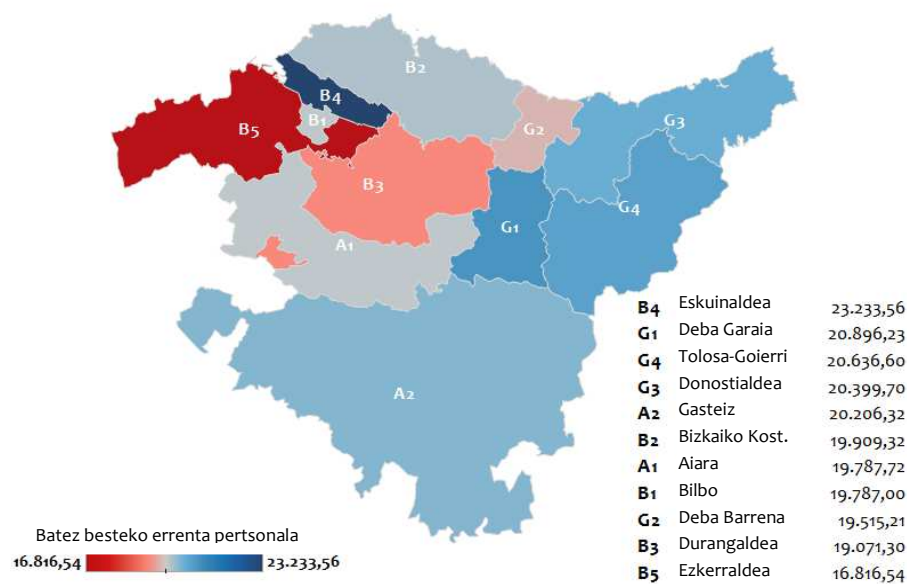 B2
B4
B1
B5
G2
G3
B3
G4
G1
A1
A2
B4 Eskuinaldea 23.233,56
G1 Deba Garaia 20.896,23
G4 Tolosa-Goierri 20.636,60
G3 Donostialdea 20.399,70
A2 Gasteiz 20.206,32
B2 Bizkaiko Kost. 19.909,32
A1 Aiara 19.787,72
B1 Bilbo 19.787,00
G2 Deba Barrena 19.515,21
B3 Durangaldea 19.071,30
B5 Ezkerraldea 16.816,54
Batez besteko errenta pertsonala
16.816,54 23.233,56